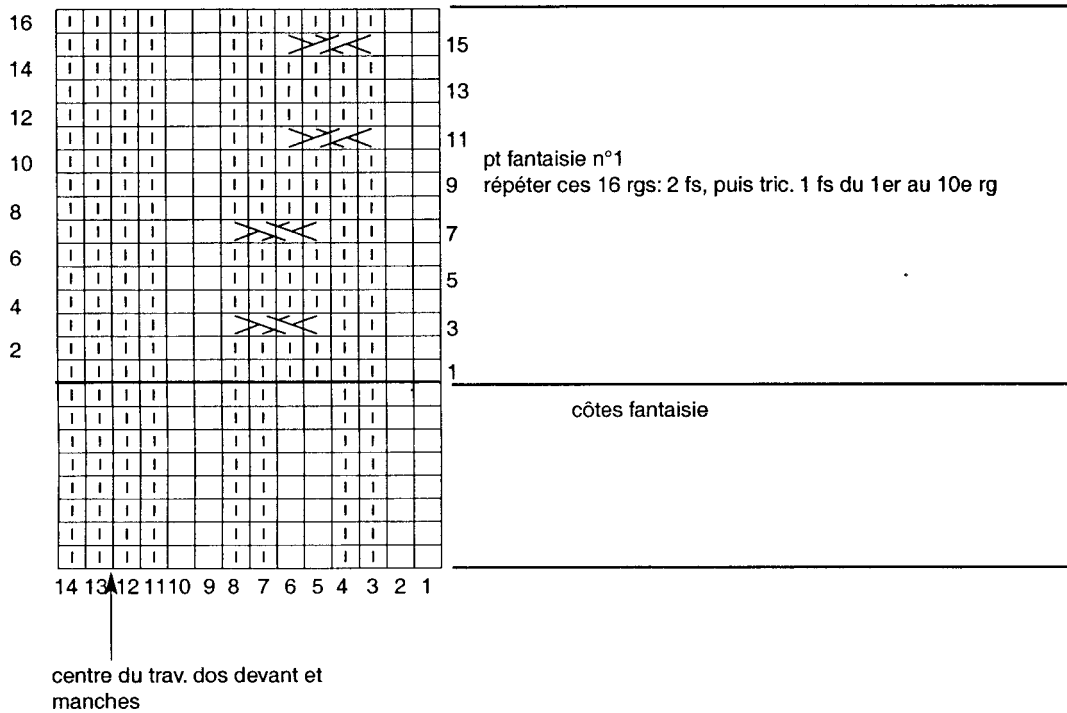 16
15
14
13
12
11
10
pt fantaisie n°1
9
répéter ces 16 rgs: 2 fs, puis tric. 1 fs du 1er au 10e rg
8
7
6
5
4
3
2
1
côtes fantaisie
14 13 12 11 10 9 8 7 6 5 4 3 2 1
centre du trav. dos devant et
manches